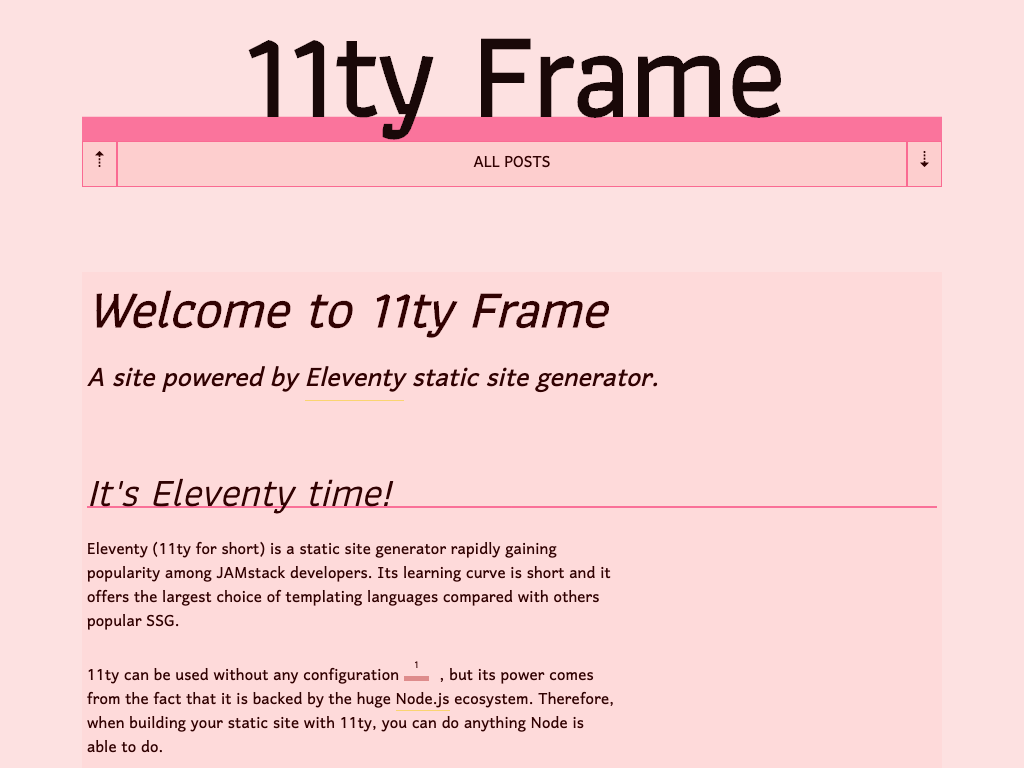 11ty Frame
⇡ ALL POSTS ⇣
Welcome to 11ty Frame
A site powered by Eleventy static site generator.
It's Eleventy time!
Eleventy (11ty for short) is a static site generator rapidly gaining
popularity among JAMstack developers. Its learning curve is short and it
offers the largest choice of templating languages compared with others
popular SSG.
11ty can be used without any configuration 1 , but its power comes
from the fact that it is backed by the huge Node.js ecosystem. Therefore,
when building your static site with 11ty, you can do anything Node is
able to do.